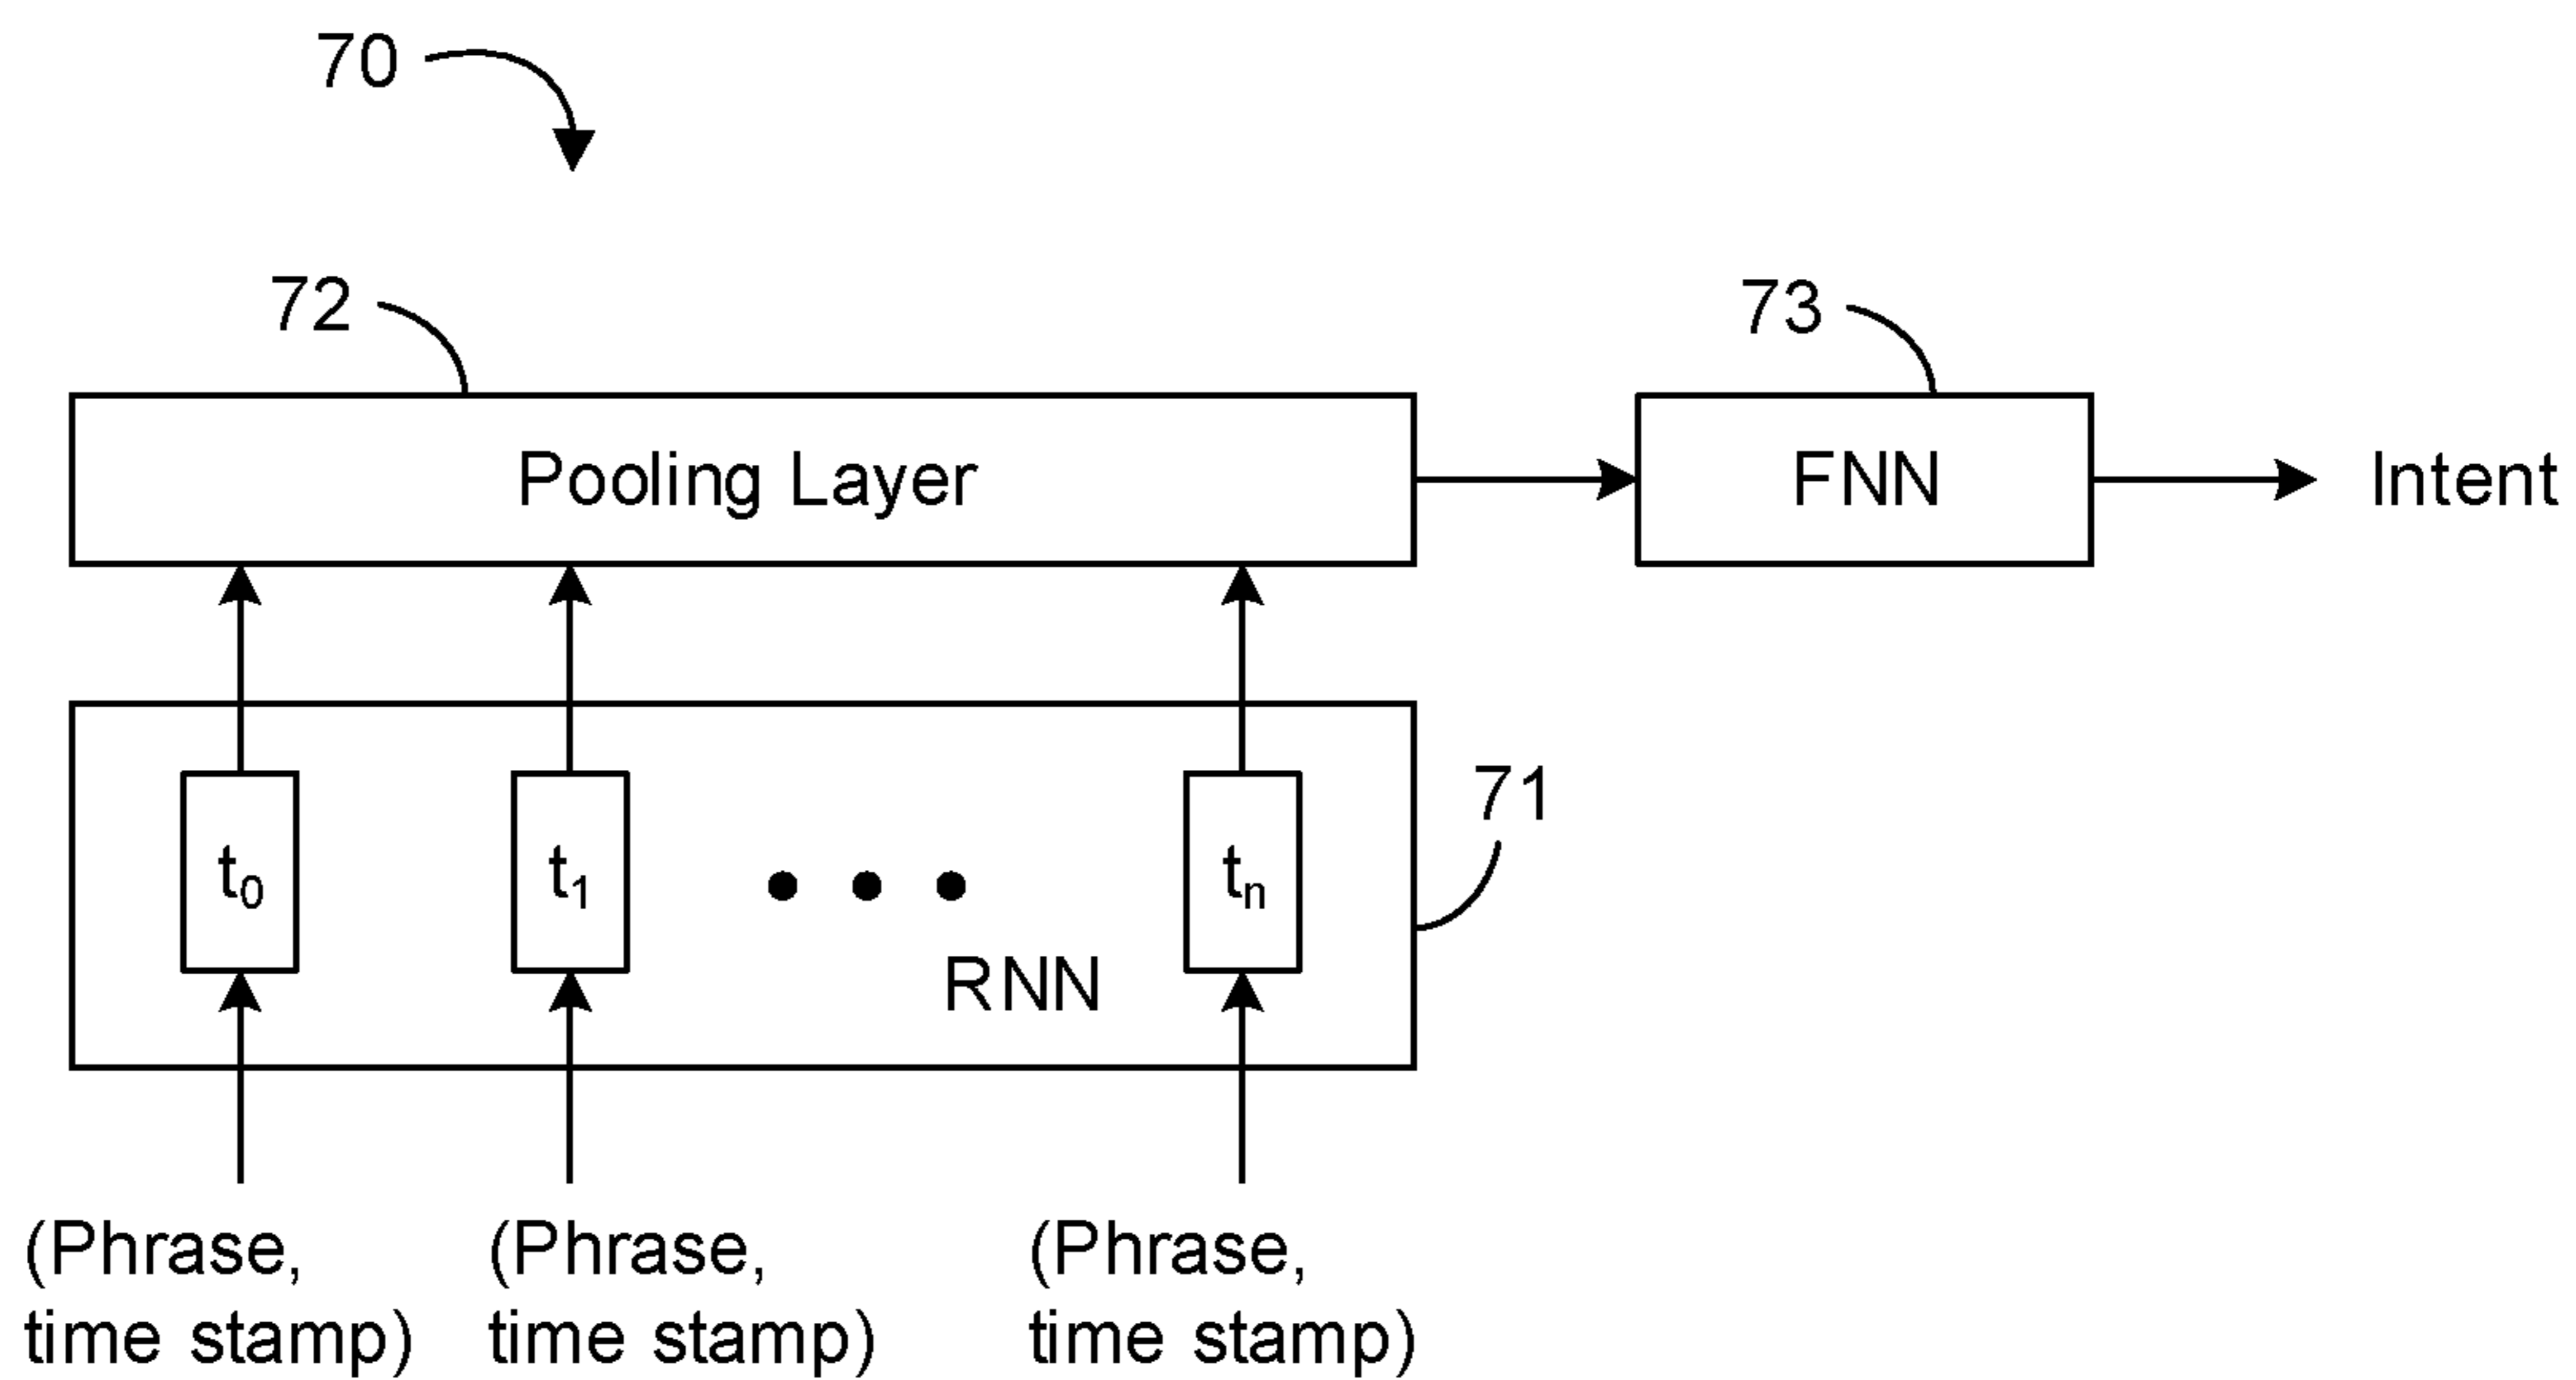 70
72
73
Pooling Layer
FNN
Intent
71
t0
t1
tn
RNN
(Phrase,
time stamp)
(Phrase,
time stamp)
(Phrase,
time stamp)